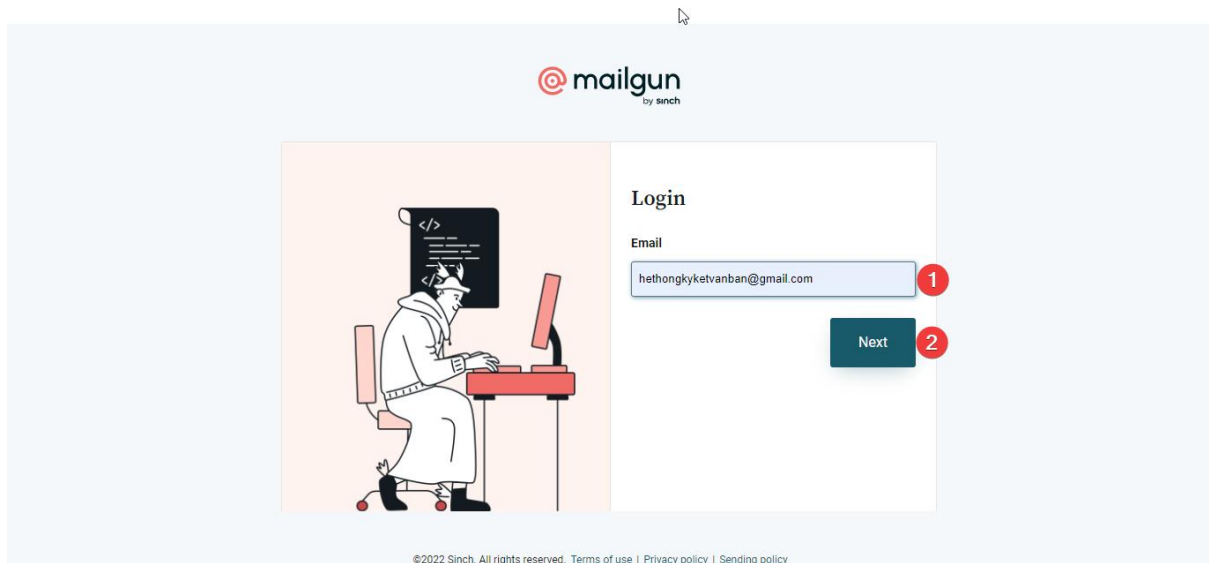 mailgun
by sinch
Login
</>
</>
Email
hethongkyketvanban@gmail.com 1
Next 2
©2022 Sinch. All rights reserved. Terms of use | Privacy policy | Sending policy